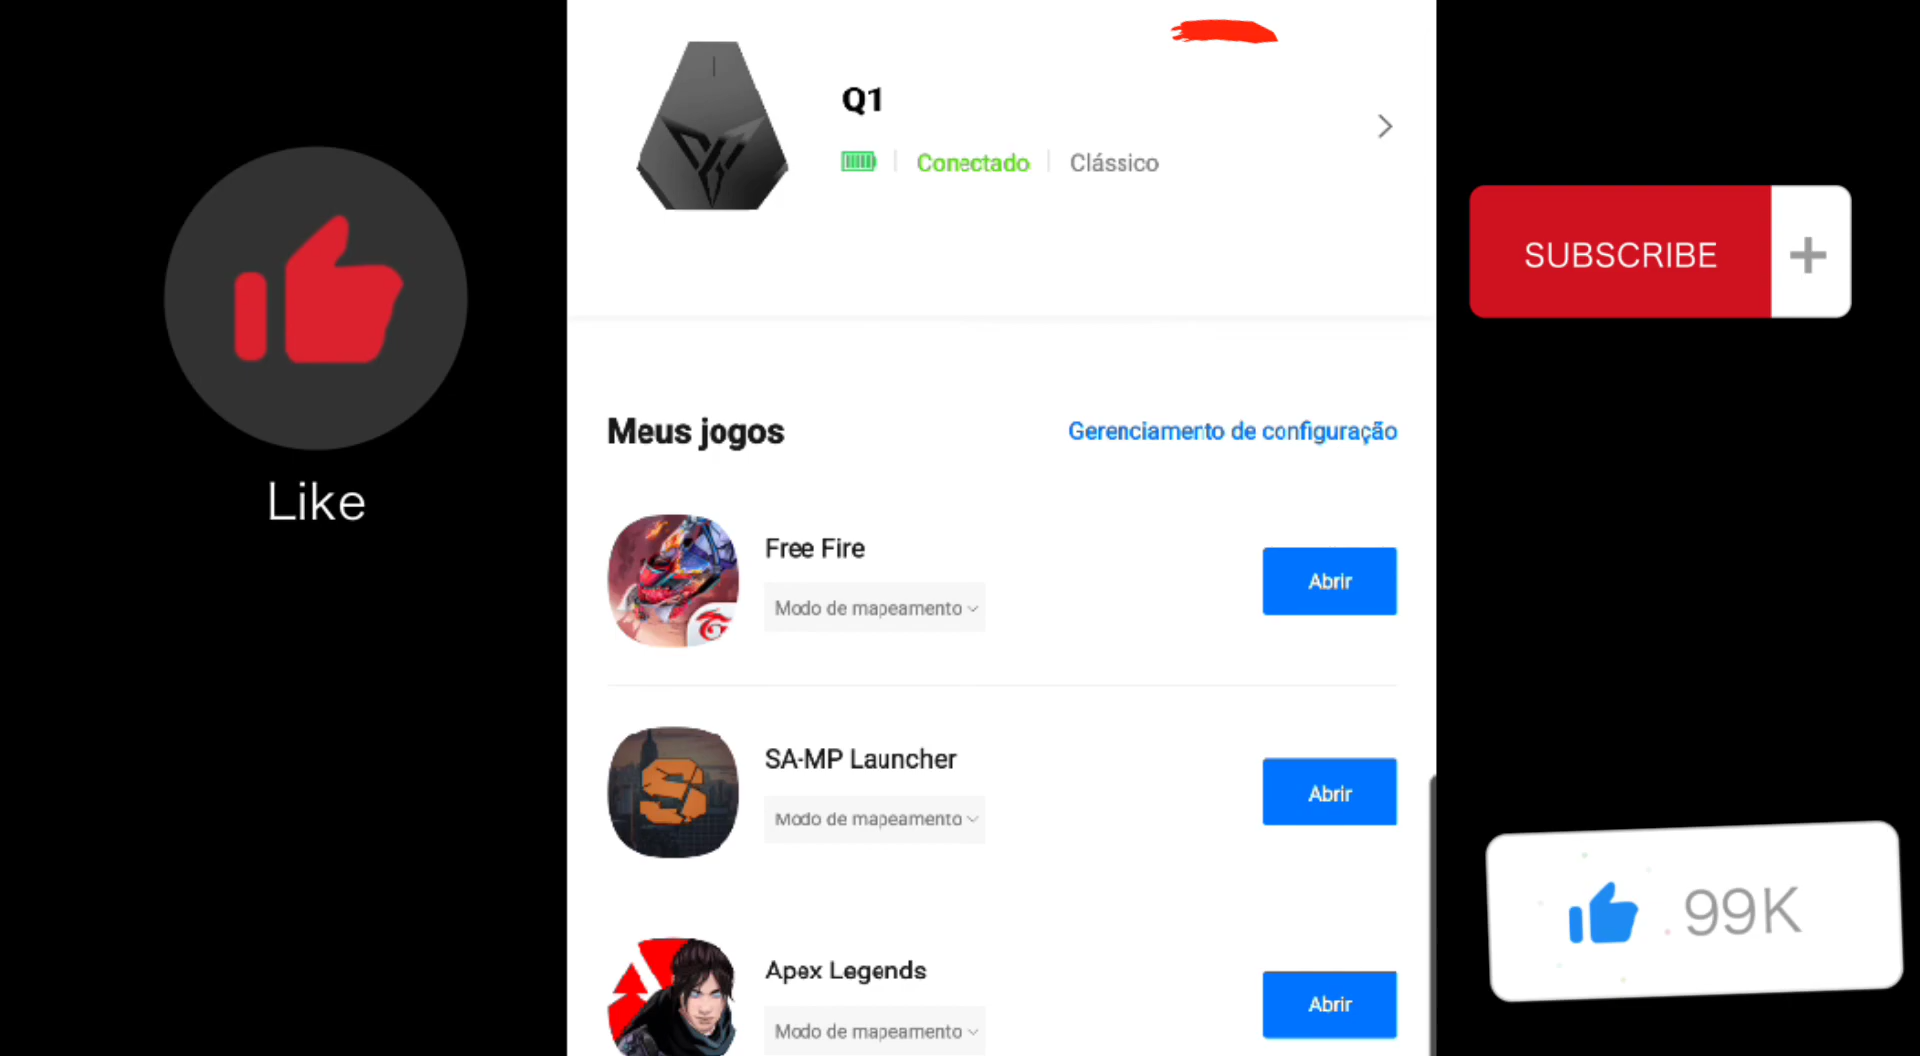 Q1
Conectado
Clássico
SUBSCRIBE
+
Like
Meus jogos
Gerenciamento de configuração
Free Fire
Modo de mapeamento
Abrir
SA-MP Launcher
Modo de mapeamento
Abrir
99K
Apex Legends
Modo de mapeamento
Abrir